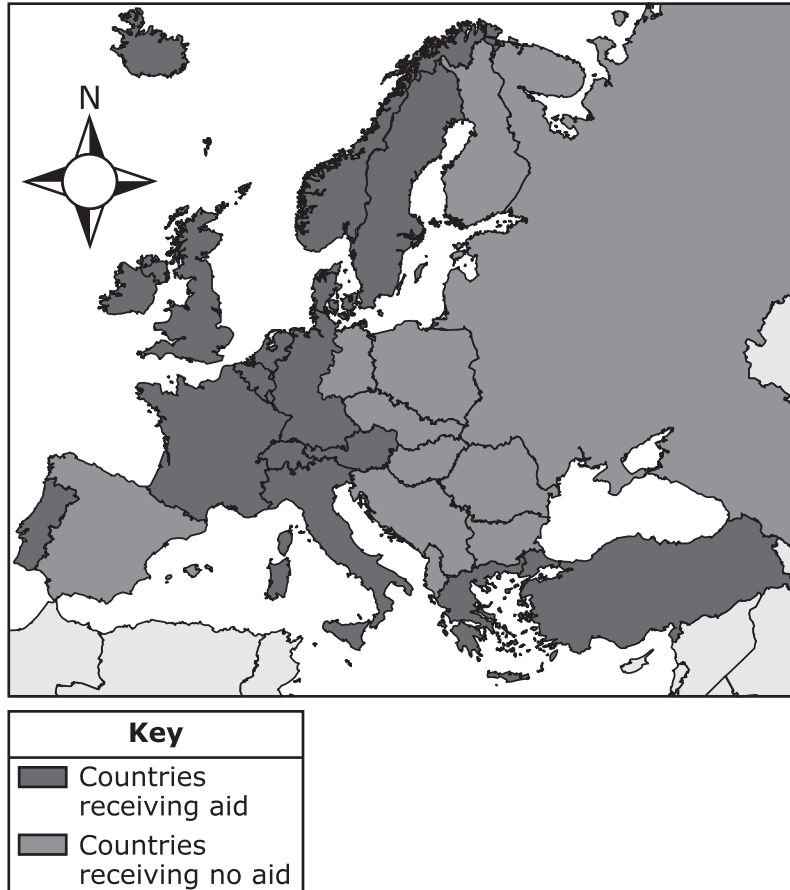 N
Key
Countries
receiving aid
Countries
receiving no aid